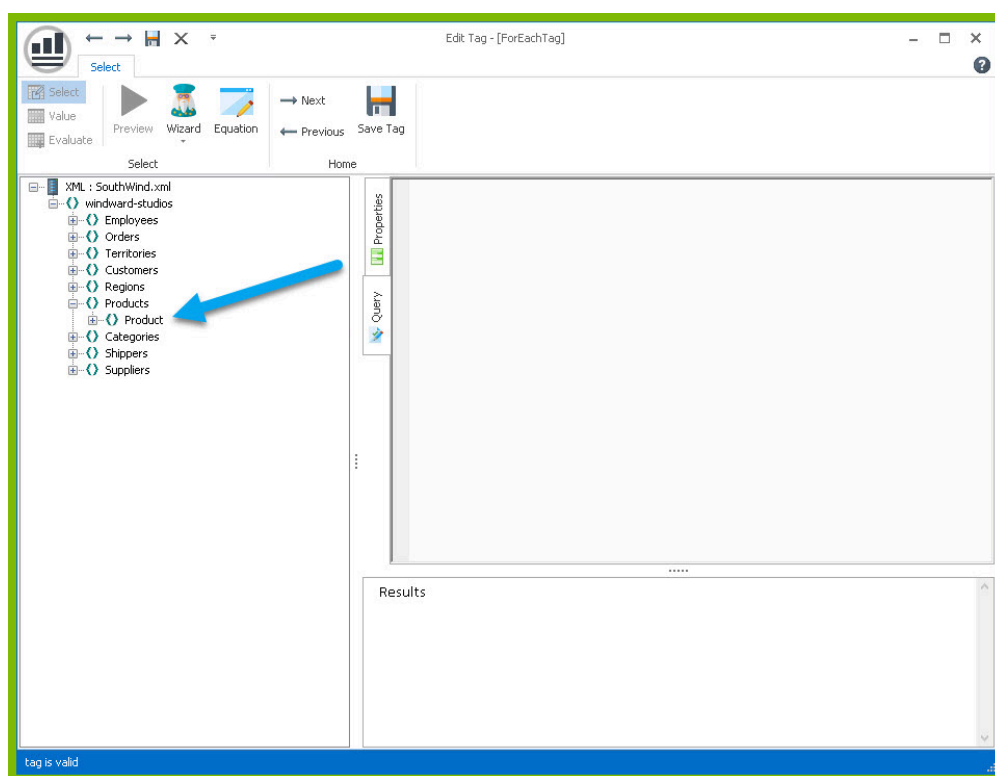 Edit Tag - [ForEachTag]
Select
Select
Value
Evaluate
Preview
Wizard
Equation
Next
Previous
Save Tag
Select
Home
XML : SouthWind.xml
windward-studios
Employees
Orders
Territories
Customers
Regions
Products
Product
Categories
Shippers
Suppliers
Properties
Query
Results
tag is valid